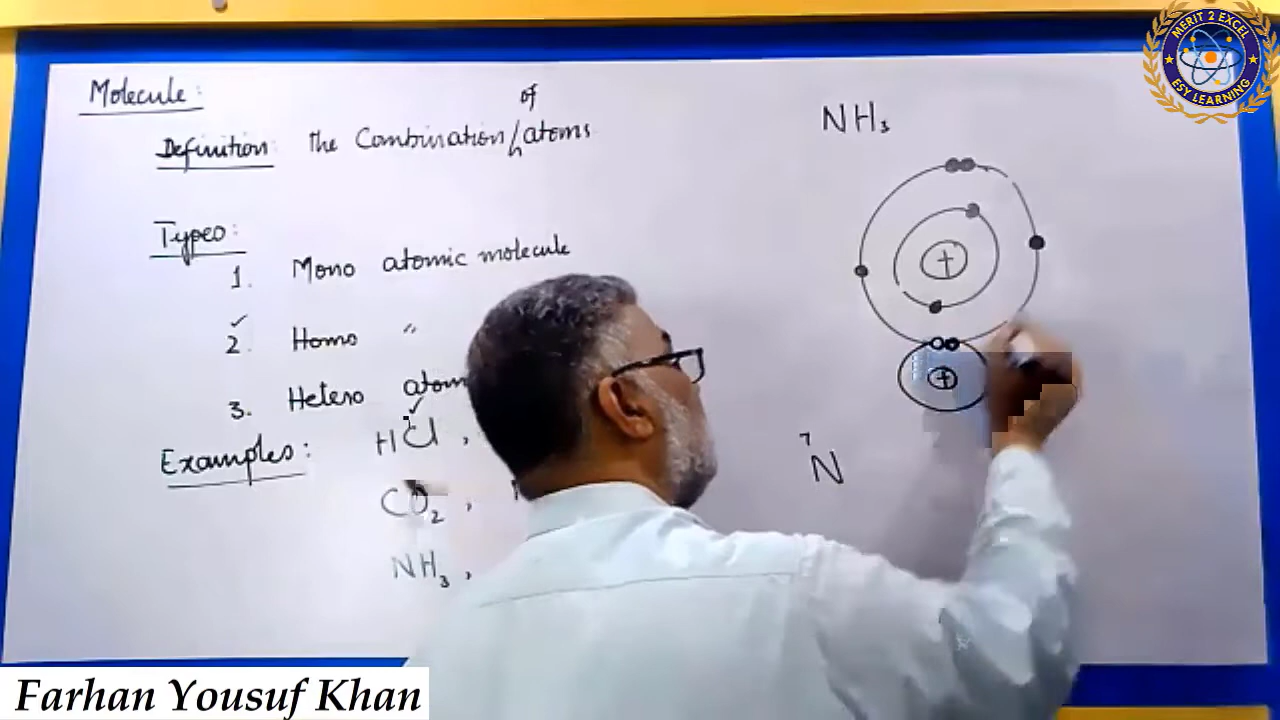 Molecule:
of
Definition: The Combination atoms
Types:
1. Mono atomic molecule
2. Homo "
3. Hetero atom
Examples: HCl,
CO2,
NH3,
NH3
+
+
7
N
MERIT 2 EXCEL
ESY LEARNING
Farhan Yousuf Khan